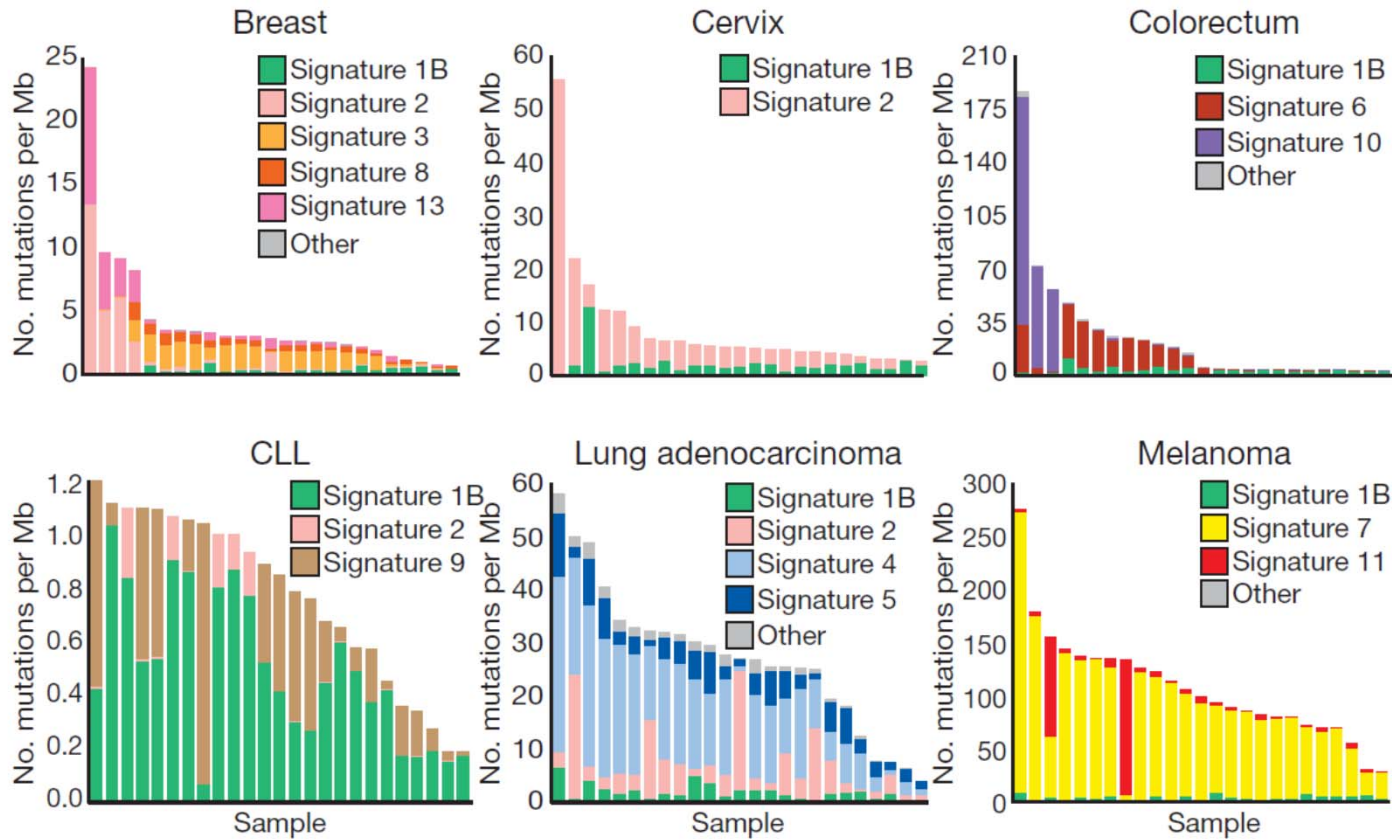 Breast
No. mutations per Mb
25
20
15
10
5
0
Signature 1B
Signature 2
Signature 3
Signature 8
Signature 13
Other
Cervix
No. mutations per Mb
60
50
40
30
20
10
0
Signature 1B
Signature 2
Colorectum
No. mutations per Mb
210
175
140
105
70
35
0
Signature 1B
Signature 6
Signature 10
Other
CLL
No. mutations per Mb
1.2
1.0
0.8
0.6
0.4
0.2
0.0
Signature 1B
Signature 2
Signature 9
Sample
Lung adenocarcinoma
No. mutations per Mb
60
50
40
30
20
10
0
Signature 1B
Signature 2
Signature 4
Signature 5
Other
Sample
Melanoma
No. mutations per Mb
300
250
200
150
100
50
0
Signature 1B
Signature 7
Signature 11
Other
Sample